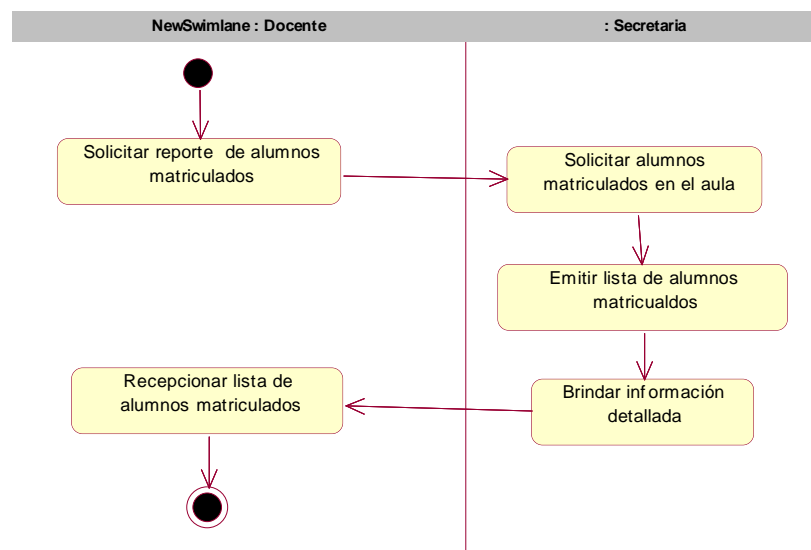 NewSwimlane : Docente
: Secretaria
Solicitar reporte de alumnos
matriculados
Solicitar alumnos
matriculados en el aula
Emitir lista de alumnos
matricualdos
Recepcionar lista de
alumnos matriculados
Brindar información
detallada